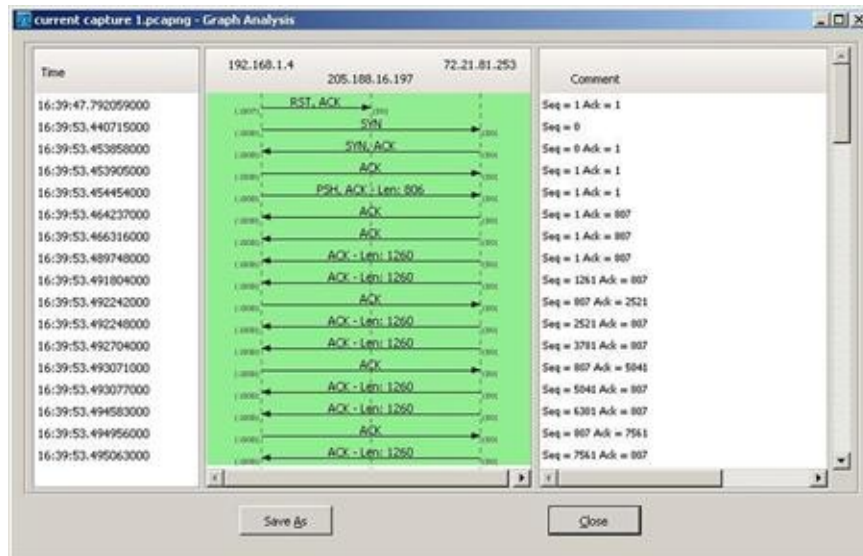 current capture 1.pcapng - Graph Analysis
Time
192.168.1.4 72.21.81.253
205.188.16.197
Comment
16:39:47.792059000 RST, ACK Seq = 1 Ack = 1
16:39:53.440715000 SYN Seq = 0
16:39:53.453858000 SYN, ACK Seq = 0 Ack = 1
16:39:53.453905000 ACK Seq = 1 Ack = 1
16:39:53.454454000 PSH, ACK - Len: 806 Seq = 1 Ack = 1
16:39:53.464237000 ACK Seq = 1 Ack = 807
16:39:53.466316000 ACK Seq = 1 Ack = 807
16:39:53.489748000 ACK - Len: 1260 Seq = 1 Ack = 807
16:39:53.491804000 ACK - Len: 1260 Seq = 1261 Ack = 807
16:39:53.492242000 ACK Seq = 807 Ack = 2521
16:39:53.492248000 ACK - Len: 1260 Seq = 2521 Ack = 807
16:39:53.492704000 ACK - Len: 1260 Seq = 3781 Ack = 807
16:39:53.493071000 ACK Seq = 807 Ack = 5041
16:39:53.493077000 ACK - Len: 1260 Seq = 5041 Ack = 807
16:39:53.494583000 ACK - Len: 1260 Seq = 6301 Ack = 807
16:39:53.494956000 ACK Seq = 807 Ack = 7561
16:39:53.495063000 ACK - Len: 1260 Seq = 7561 Ack = 807
Save As Close